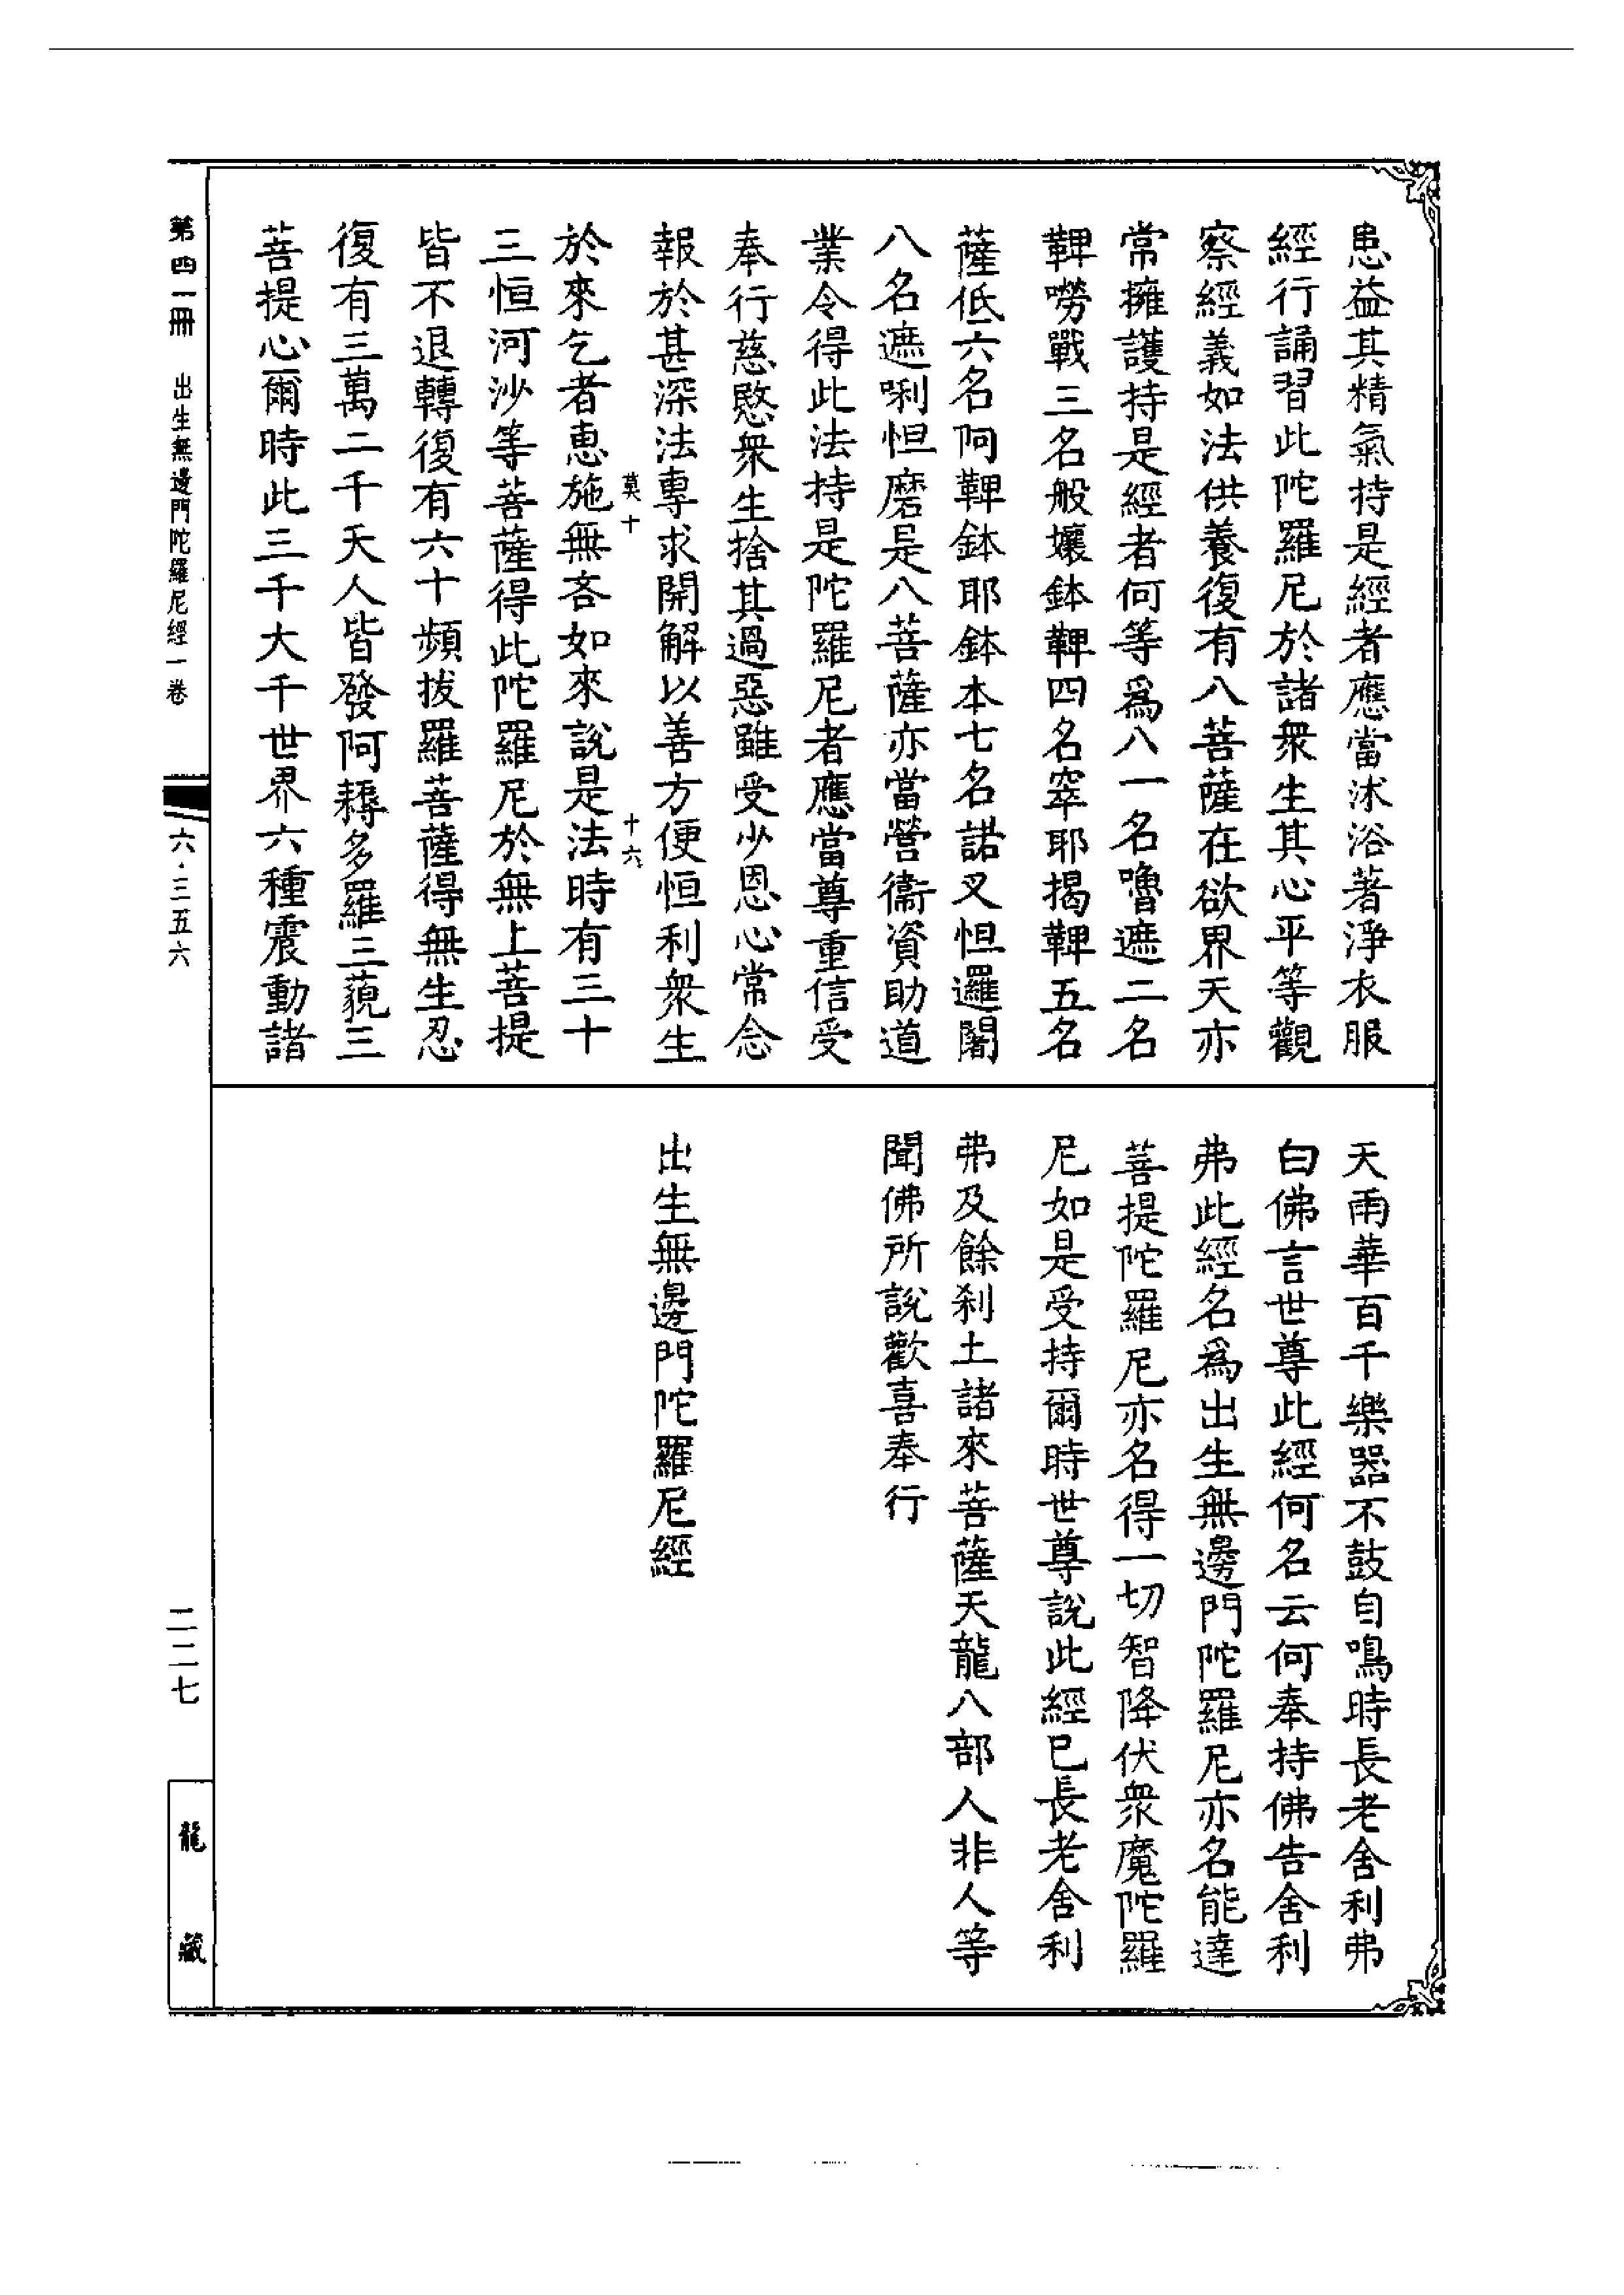 患益其精氣持是經者應當沐浴著淨衣服
經行誦習此陀羅尼於諸衆生其心平等觀
察經義如法供養復有八菩薩在欲界天亦
常擁護持是經者何等爲八一名嚕遮二名
鞞嘮戰三名般孃鉢鞞四名窣耶揭鞞五名
薩低六名阿鞞鉢耶鉢本七名諾叉怛邏闍
八名遮唎怛磨是八菩薩亦當營衞資助道
業令得此法持是陀羅尼者應當尊重信受
奉行慈愍衆生捨其過惡雖受少恩心常念
報於甚深法專求開解以善方便恒利衆生
莫十
十六
於來乞者惠施無吝如來說是法時有三十
三恒河沙等菩薩得此陀羅尼於無上菩提
皆不退轉復有六十頻拔羅菩薩得無生忍
復有三萬二千天人皆發阿耨多羅三藐三
菩提心爾時此三千大千世界六種震動諸
天雨華百千樂器不鼓自鳴時長老舍利弗
白佛言世尊此經何名云何奉持佛告舍利
弗此經名爲出生無邊門陀羅尼亦名能達
菩提陀羅尼亦名得一切智降伏衆魔陀羅
尼如是受持爾時世尊說此經已長老舍利
弗及餘刹土諸來菩薩天龍八部人非人等
聞佛所說歡喜奉行
出生無邊門陀羅尼經
第四一冊 出生無邊門陀羅尼經一卷
六·三五六
二二七
龍藏